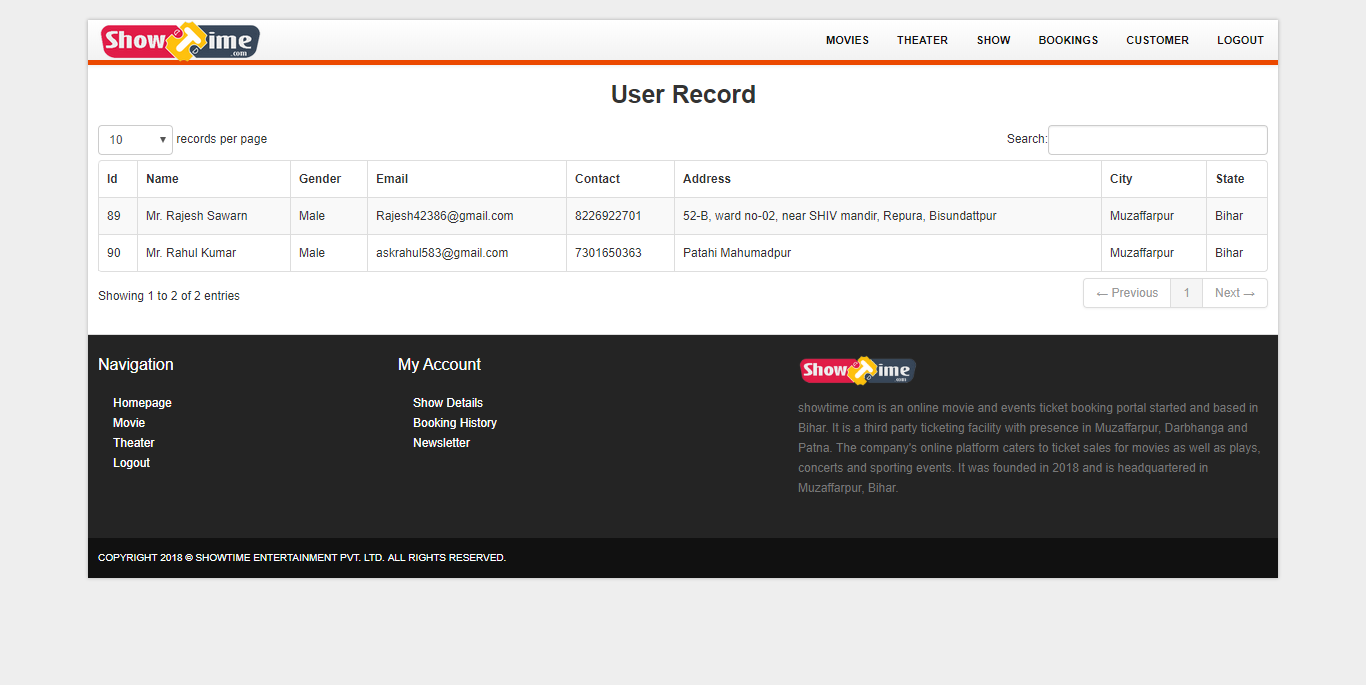 ShowTime .com MOVIES THEATER SHOW BOOKINGS CUSTOMER LOGOUT
User Record
10 records per page Search:
Id Name Gender Email Contact Address City State
89 Mr. Rajesh Sawarn Male Rajesh42386@gmail.com 8226922701 52-B, ward no-02, near SHIV mandir, Repura, Bisundattpur Muzaffarpur Bihar
90 Mr. Rahul Kumar Male askrahul583@gmail.com 7301650363 Patahi Mahumadpur Muzaffarpur Bihar
Showing 1 to 2 of 2 entries ← Previous 1 Next →
Navigation
Homepage
Movie
Theater
Logout
My Account
Show Details
Booking History
Newsletter
ShowTime .com
showtime.com is an online movie and events ticket booking portal started and based in
Bihar. It is a third party ticketing facility with presence in Muzaffarpur, Darbhanga and
Patna. The company's online platform caters to ticket sales for movies as well as plays,
concerts and sporting events. It was founded in 2018 and is headquartered in
Muzaffarpur, Bihar.
COPYRIGHT 2018 © SHOWTIME ENTERTAINMENT PVT. LTD. ALL RIGHTS RESERVED.